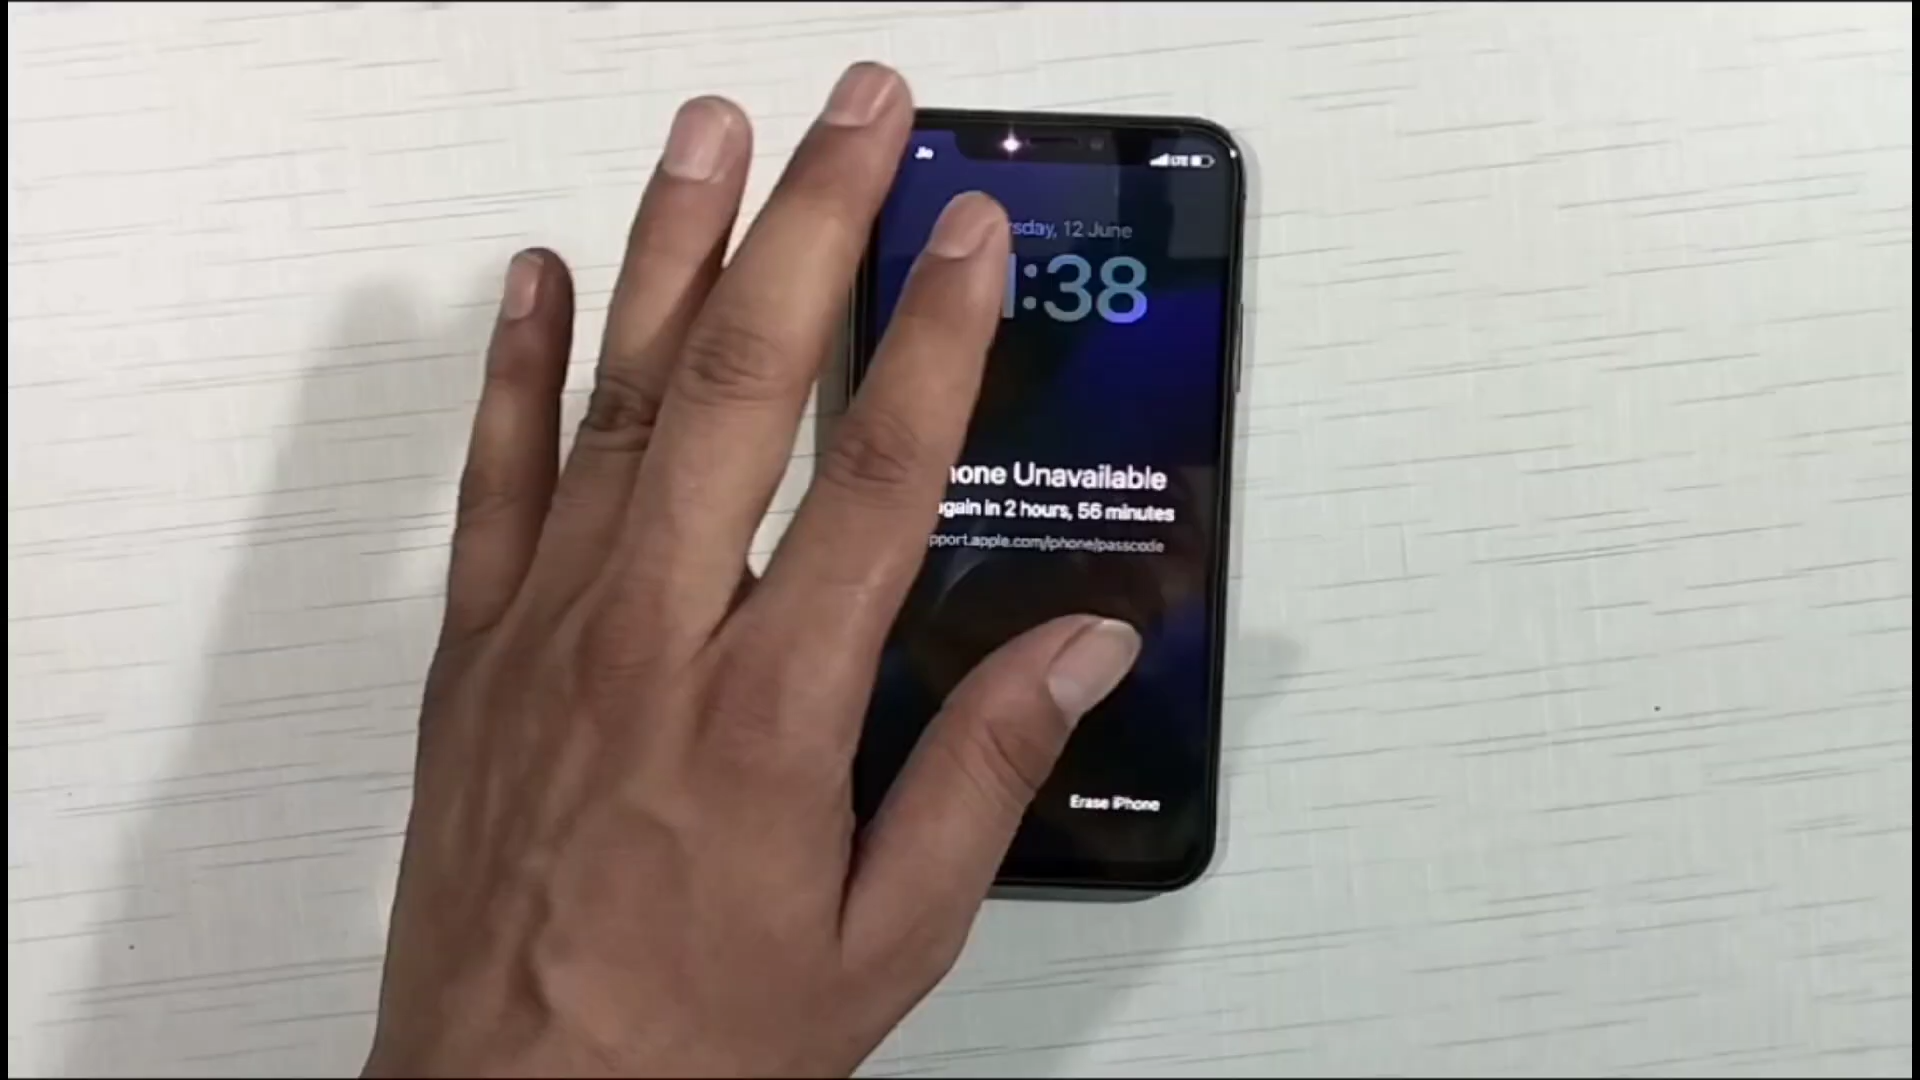 Jio
LTE
rsday, 12 June
1:38
hone Unavailable
again in 2 hours, 56 minutes
pport.apple.com/iphone/passcode
Erase iPhone